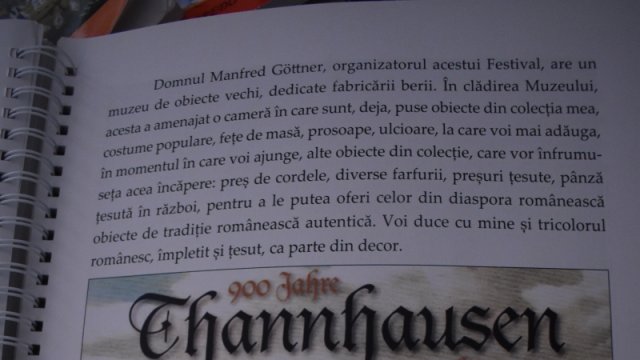 Domnul Manfred Göttner, organizatorul acestui Festival, are un
muzeu de obiecte vechi, dedicate fabricării berii. În clădirea Muzeului,
acesta a amenajat o cameră în care sunt, deja, puse obiecte din colecția mea,
costume populare, fețe de masă, prosoape, ulcioare, la care voi mai adăuga,
în momentul în care voi ajunge, alte obiecte din colecție, care vor înfrumu-
seța acea încăpere: preș de cordele, diverse farfurii, preșuri țesute, pânză
țesută în război, pentru a le putea oferi celor din diaspora românească
obiecte de tradiție românească autentică. Voi duce cu mine și tricolorul
românesc, împletit și țesut, ca parte din decor.
900 Jahre
Thannhausen